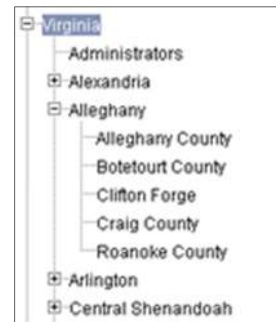 Virginia
Administrators
Alexandria
Alleghany
Alleghany County
Botetourt County
Clifton Forge
Craig County
Roanoke County
Arlington
Central Shenandoah